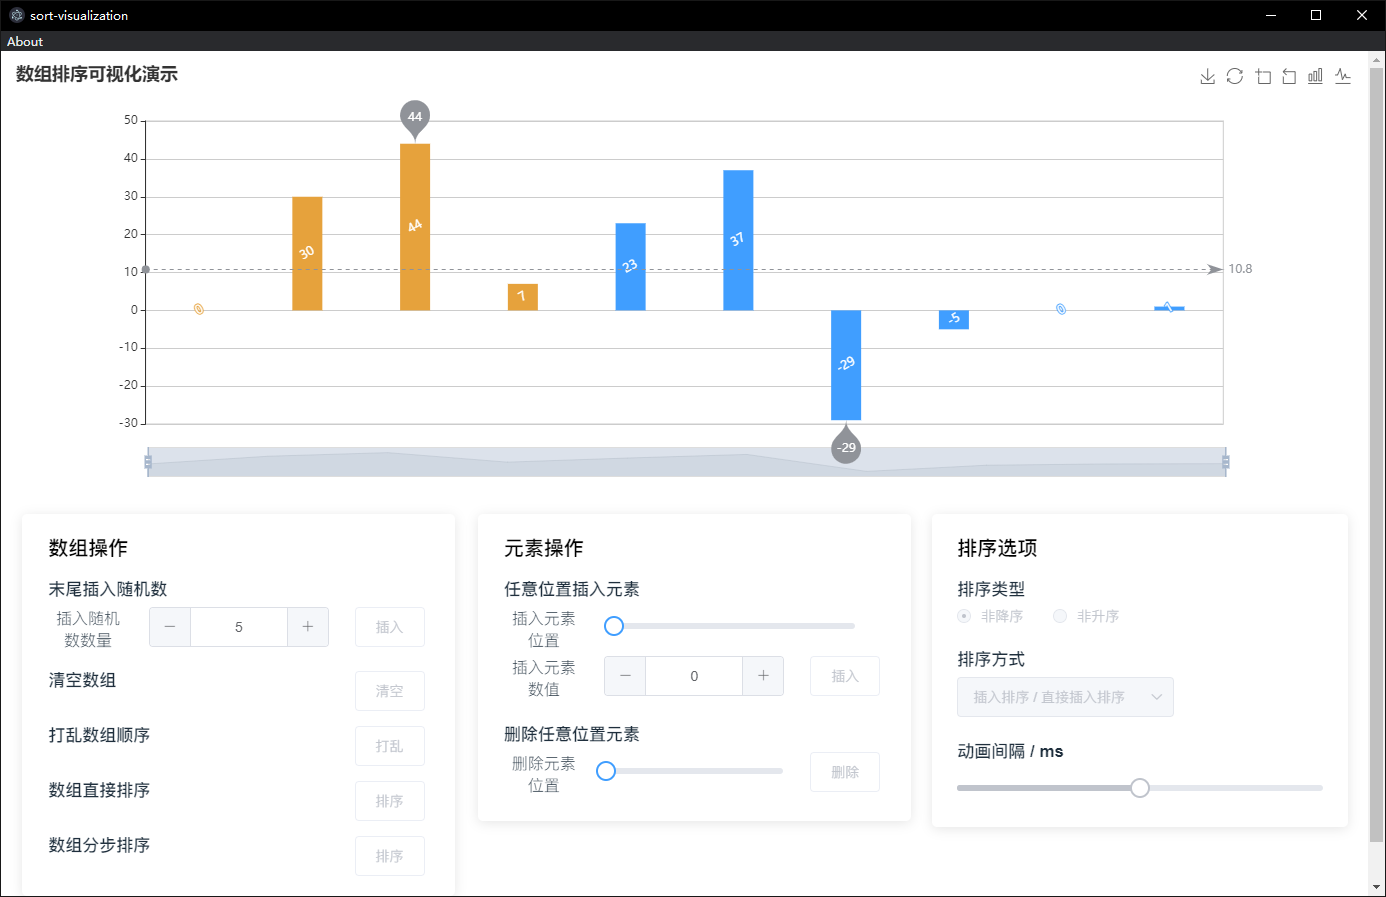 sort-visualization
About
数组排序可视化演示
50
40
30
20
10
0
-10
-20
-30
44
10.8
0
30
44
7
23
37
-29
-5
0
1
-29
数组操作
末尾插入随机数
插入随机
数数量
5
插入
清空数组
清空
打乱数组顺序
打乱
数组直接排序
排序
数组分步排序
排序
元素操作
任意位置插入元素
插入元素
位置
插入元素
数值
0
插入
删除任意位置元素
删除元素
位置
删除
排序选项
排序类型
非降序 非升序
排序方式
插入排序 / 直接插入排序
动画间隔 / ms